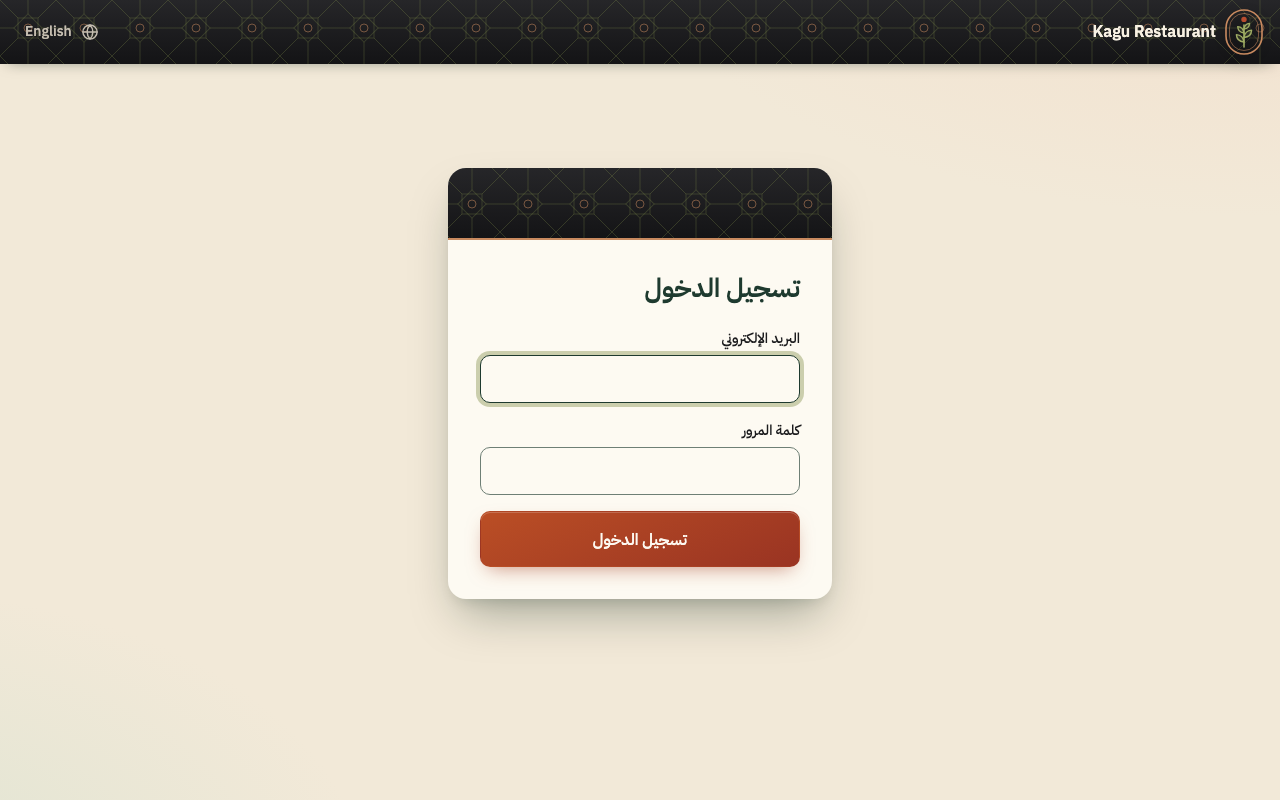 Kagu Restaurant
English
تسجيل الدخول
البريد الإلكتروني
كلمة المرور
تسجيل الدخول